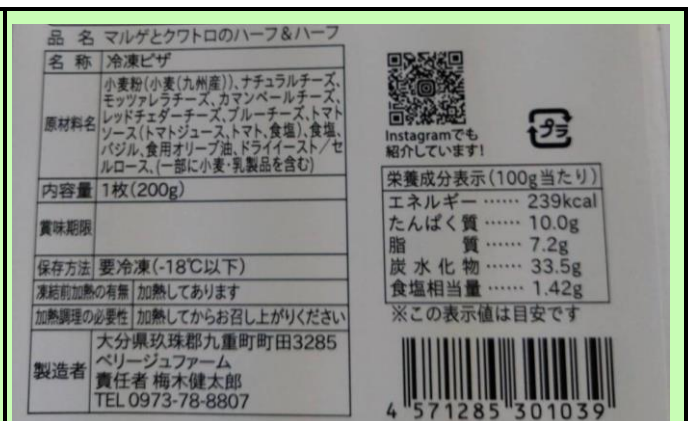 品名 マルゲとクワトロのハーフ&ハーフ
名称 冷凍ピザ
原材料名 小麦粉(小麦(九州産))、ナチュラルチーズ、
モッツァレラチーズ、カマンベールチーズ、
レッドチェダーチーズ、ブルーチーズ、トマト
ソース(トマトジュース、トマト、食塩)、食塩、
バジル、食用オリーブ油、ドライイースト/セ
ルロース、(一部に小麦・乳製品を含む)
内容量 1枚(200g)
賞味期限
保存方法 要冷凍(-18℃以下)
凍結前加熱の有無 加熱してあります
加熱調理の必要性 加熱してからお召し上がりください
製造者 大分県玖珠郡九重町町田3285
ベリージュファーム
責任者 梅木健太郎
TEL 0973-78-8807
Instagramでも
紹介しています!
プラ
栄養成分表示(100g当たり)
エネルギー …… 239kcal
たんぱく質 …… 10.0g
脂質 …… 7.2g
炭水化物 …… 33.5g
食塩相当量 …… 1.42g
※この表示値は目安です
4 571285 301039